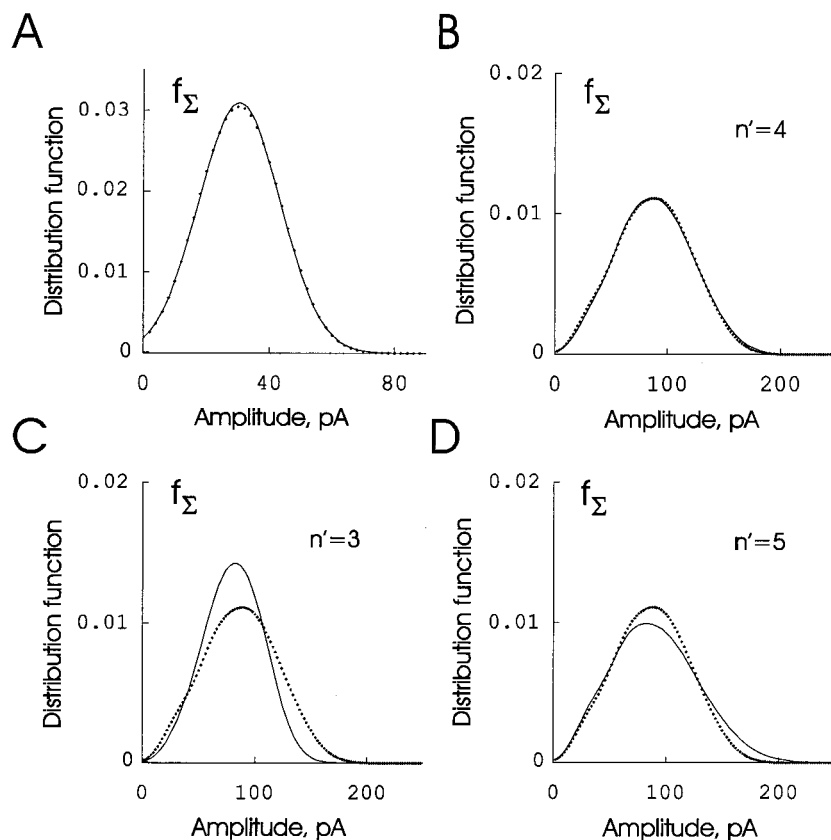 A
f_Σ
Distribution function
0.03
0.02
0.01
0
0 40 80
Amplitude, pA
B
f_Σ
n'=4
Distribution function
0.02
0.01
0
0 100 200
Amplitude, pA
C
f_Σ
n'=3
Distribution function
0.02
0.01
0
0 100 200
Amplitude, pA
D
f_Σ
n'=5
Distribution function
0.02
0.01
0
0 100 200
Amplitude, pA